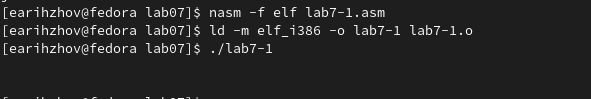 [earihzhov@fedora lab07]$ nasm -f elf lab7-1.asm
[earihzhov@fedora lab07]$ ld -m elf_i386 -o lab7-1 lab7-1.o
[earihzhov@fedora lab07]$ ./lab7-1